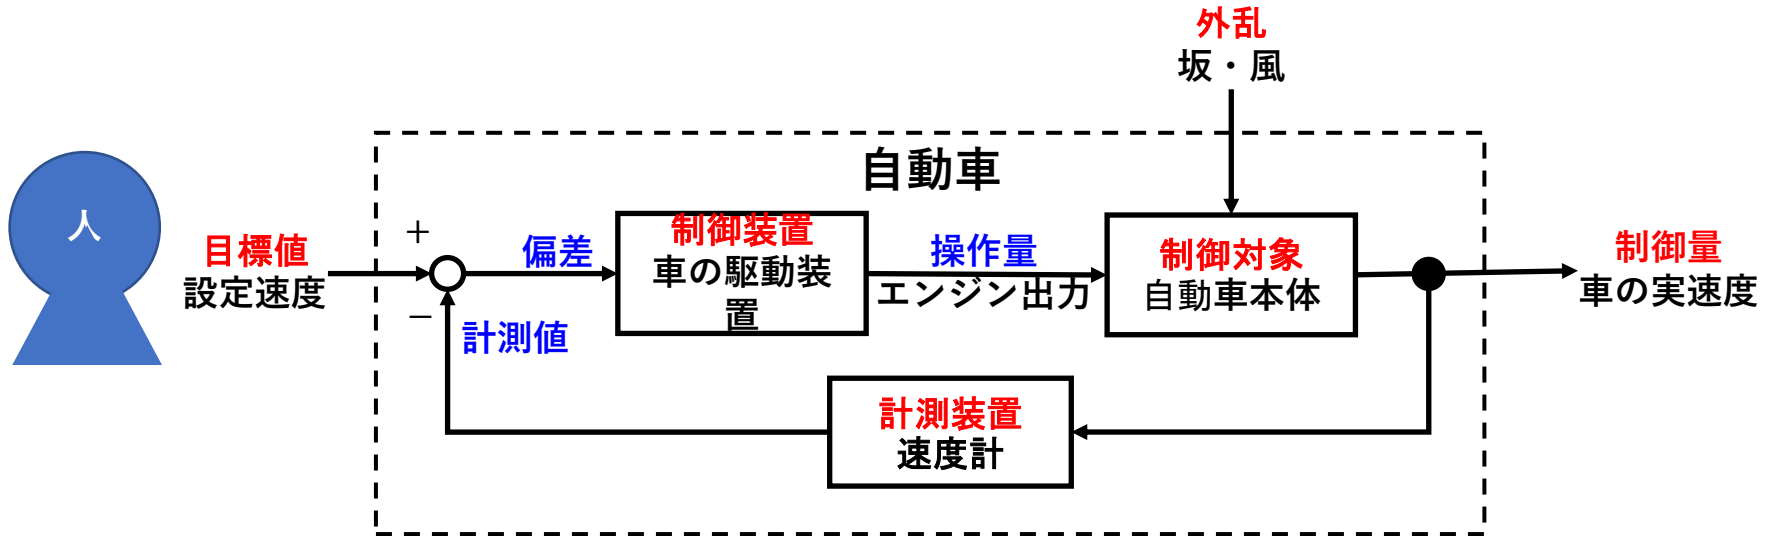 外乱
坂・風
自動車
人
目標値
設定速度
＋
－
偏差
計測値
制御装置
車の駆動装
置
操作量
エンジン出力
制御対象
自動車本体
制御量
車の実速度
計測装置
速度計